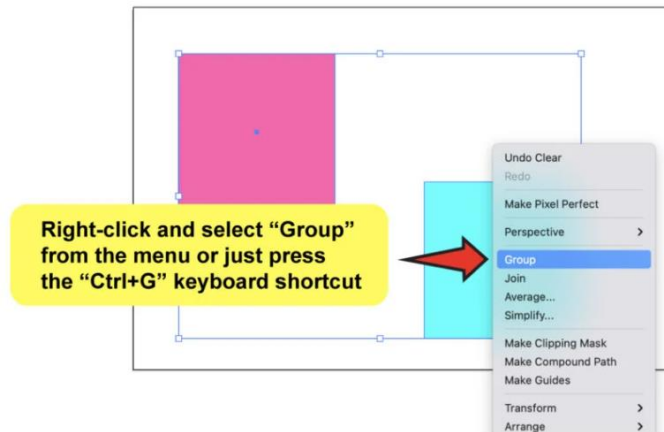 Undo Clear
Redo
Make Pixel Perfect
Perspective
Right-click and select “Group”
from the menu or just press
the “Ctrl+G” keyboard shortcut
Group
Join
Average...
Simplify...
Make Clipping Mask
Make Compound Path
Make Guides
Transform
Arrange